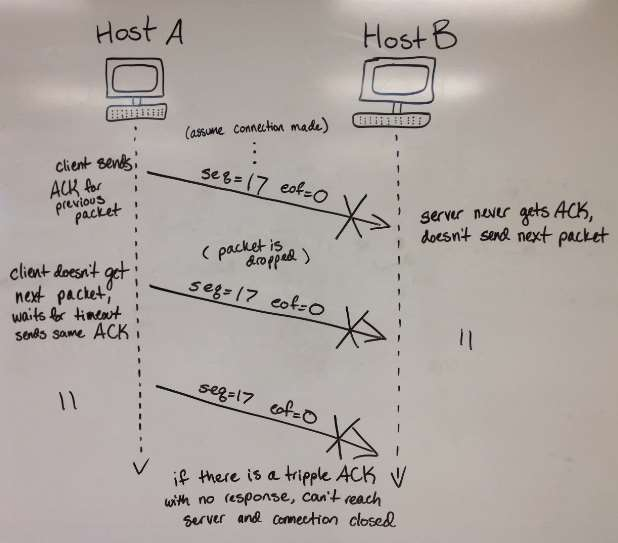 Host A
Host B
(assume connection made)
client sends
ACK for
previous
packet
seq=17 eof=0
server never gets ACK,
doesn't send next packet
(packet is
dropped)
client doesn't get
next packet,
waits for timeout
sends same ACK
seq=17 eof=0
||
||
seq=17 eof=0
if there is a tripple ACK
with no response, can't reach
server and connection closed